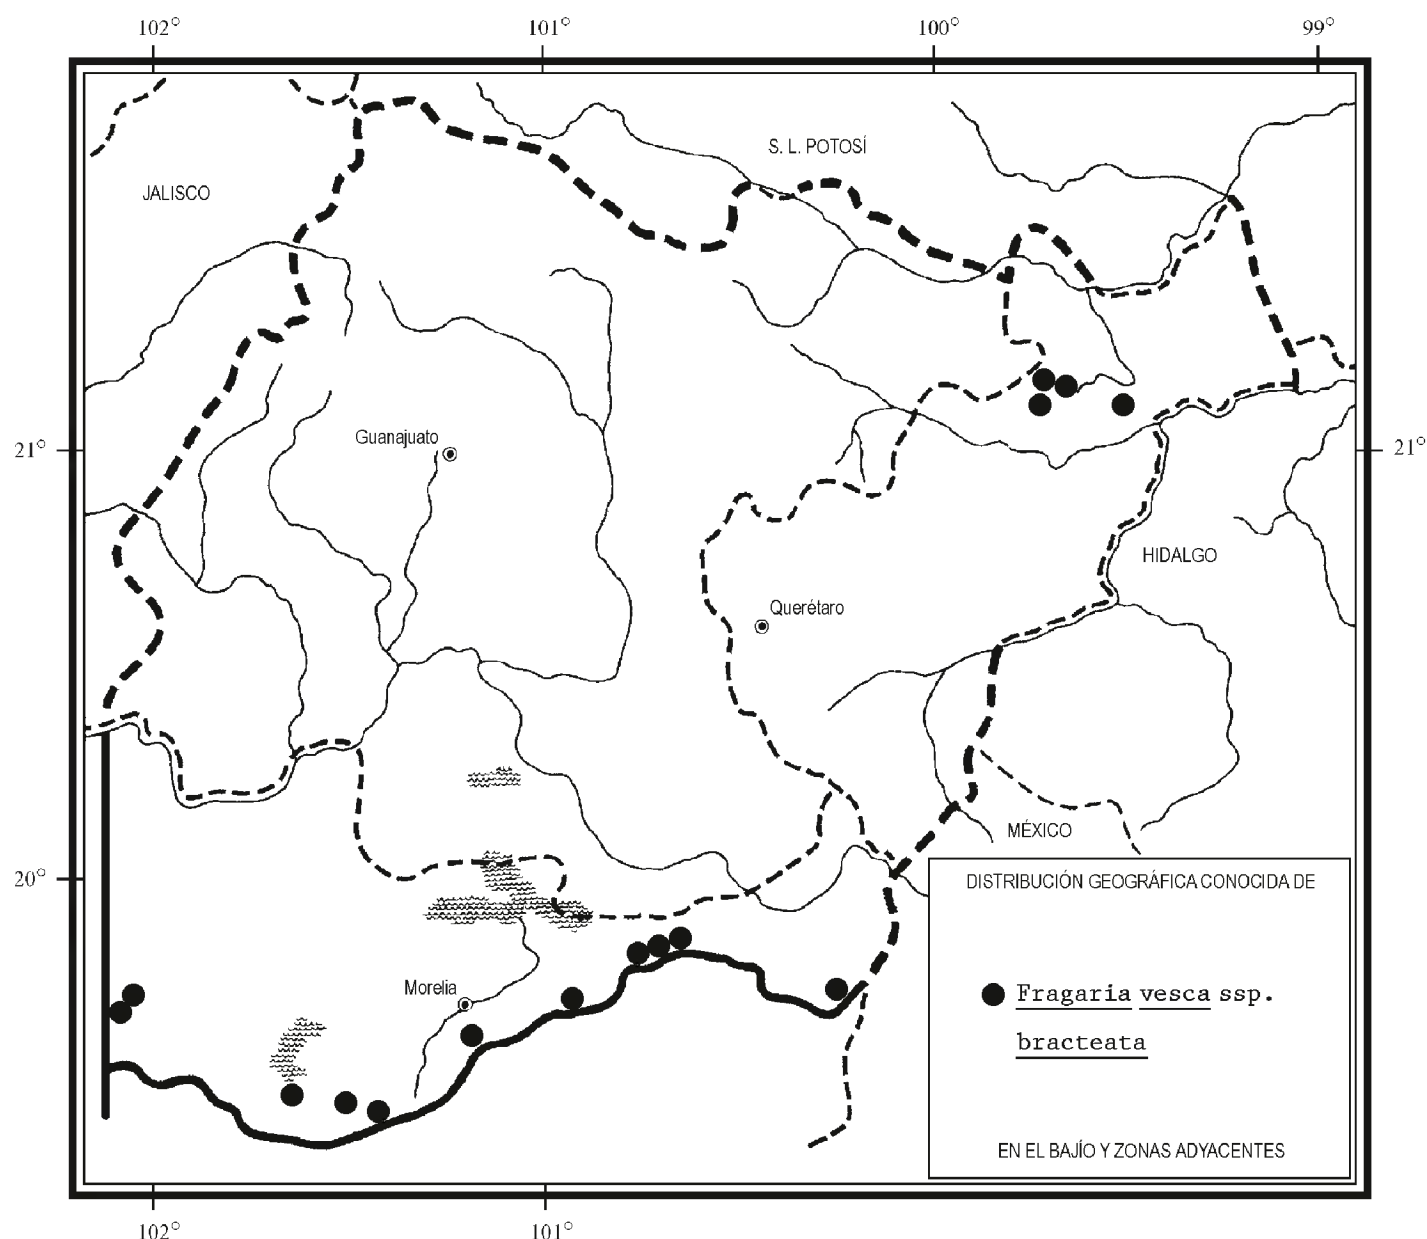 102° 101° 100° 99°
S. L. POTOSÍ
JALISCO
Guanajuato
21° 21°
HIDALGO
Querétaro
MÉXICO
20°
DISTRIBUCIÓN GEOGRÁFICA CONOCIDA DE
Morelia
Fragaria vesca ssp.
bracteata
EN EL BAJÍO Y ZONAS ADYACENTES
102° 101°